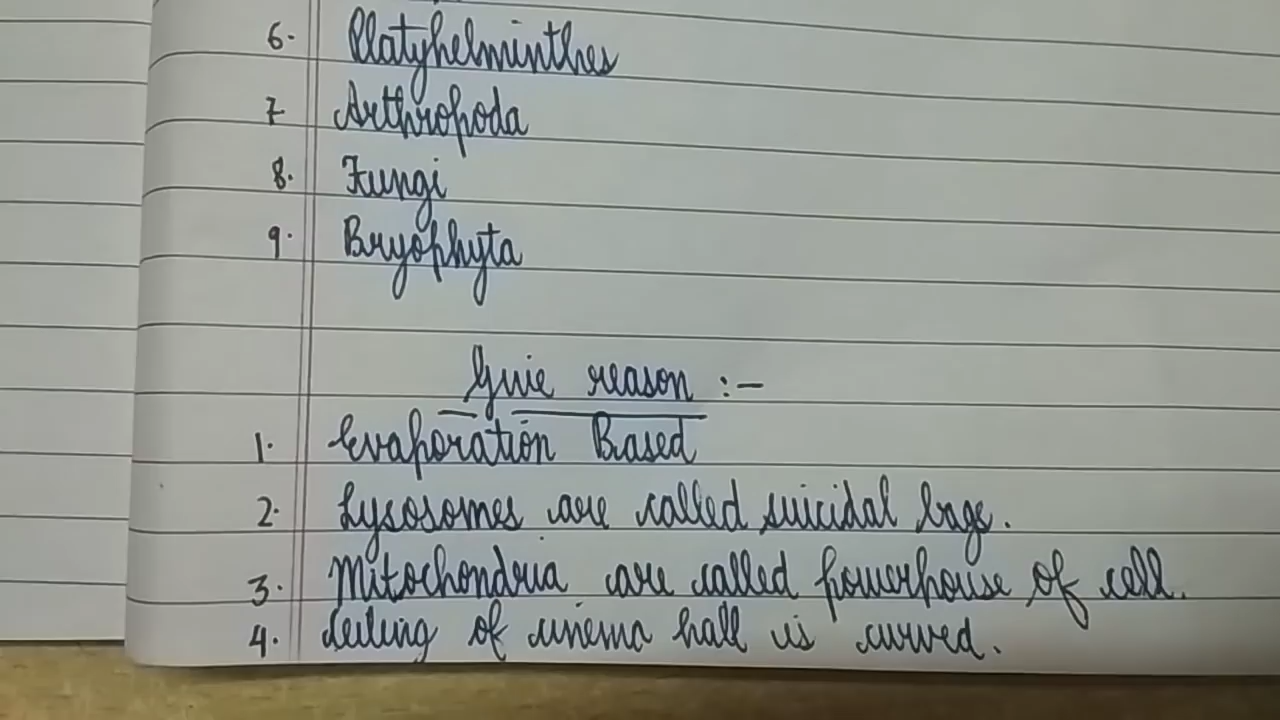 6. Platyhelminthes
7 Arthropoda
8. Fungi
9. Bryophyta
Give reason :-
1. Evaporation Based
2. Lysosomes are called suicidal bags.
3. Mitochondria are called powerhouse of cell.
4. Ceiling of cinema hall is curved.